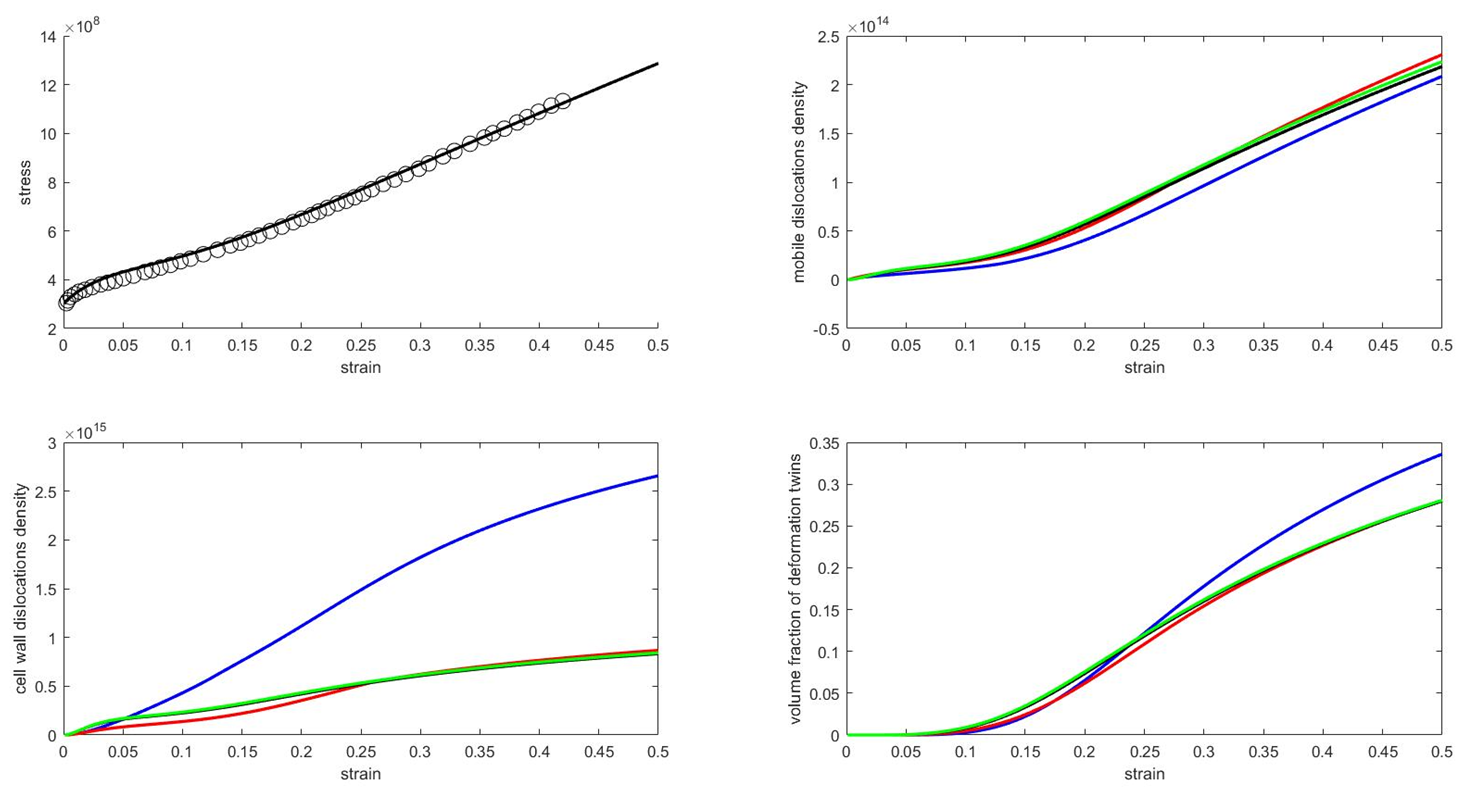 ×10^8
14
12
10
8
6
4
2
stress
0 0.05 0.1 0.15 0.2 0.25 0.3 0.35 0.4 0.45 0.5
strain
×10^14
2.5
2
1.5
1
0.5
0
-0.5
mobile dislocations density
0 0.05 0.1 0.15 0.2 0.25 0.3 0.35 0.4 0.45 0.5
strain
×10^15
3
2.5
2
1.5
1
0.5
0
cell wall dislocations density
0 0.05 0.1 0.15 0.2 0.25 0.3 0.35 0.4 0.45 0.5
strain
0.35
0.3
0.25
0.2
0.15
0.1
0.05
0
volume fraction of deformation twins
0 0.05 0.1 0.15 0.2 0.25 0.3 0.35 0.4 0.45 0.5
strain